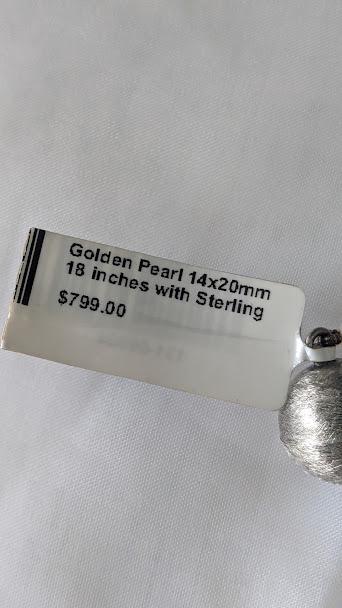 Golden Pearl 14x20mm
18 inches with Sterling
$799.00